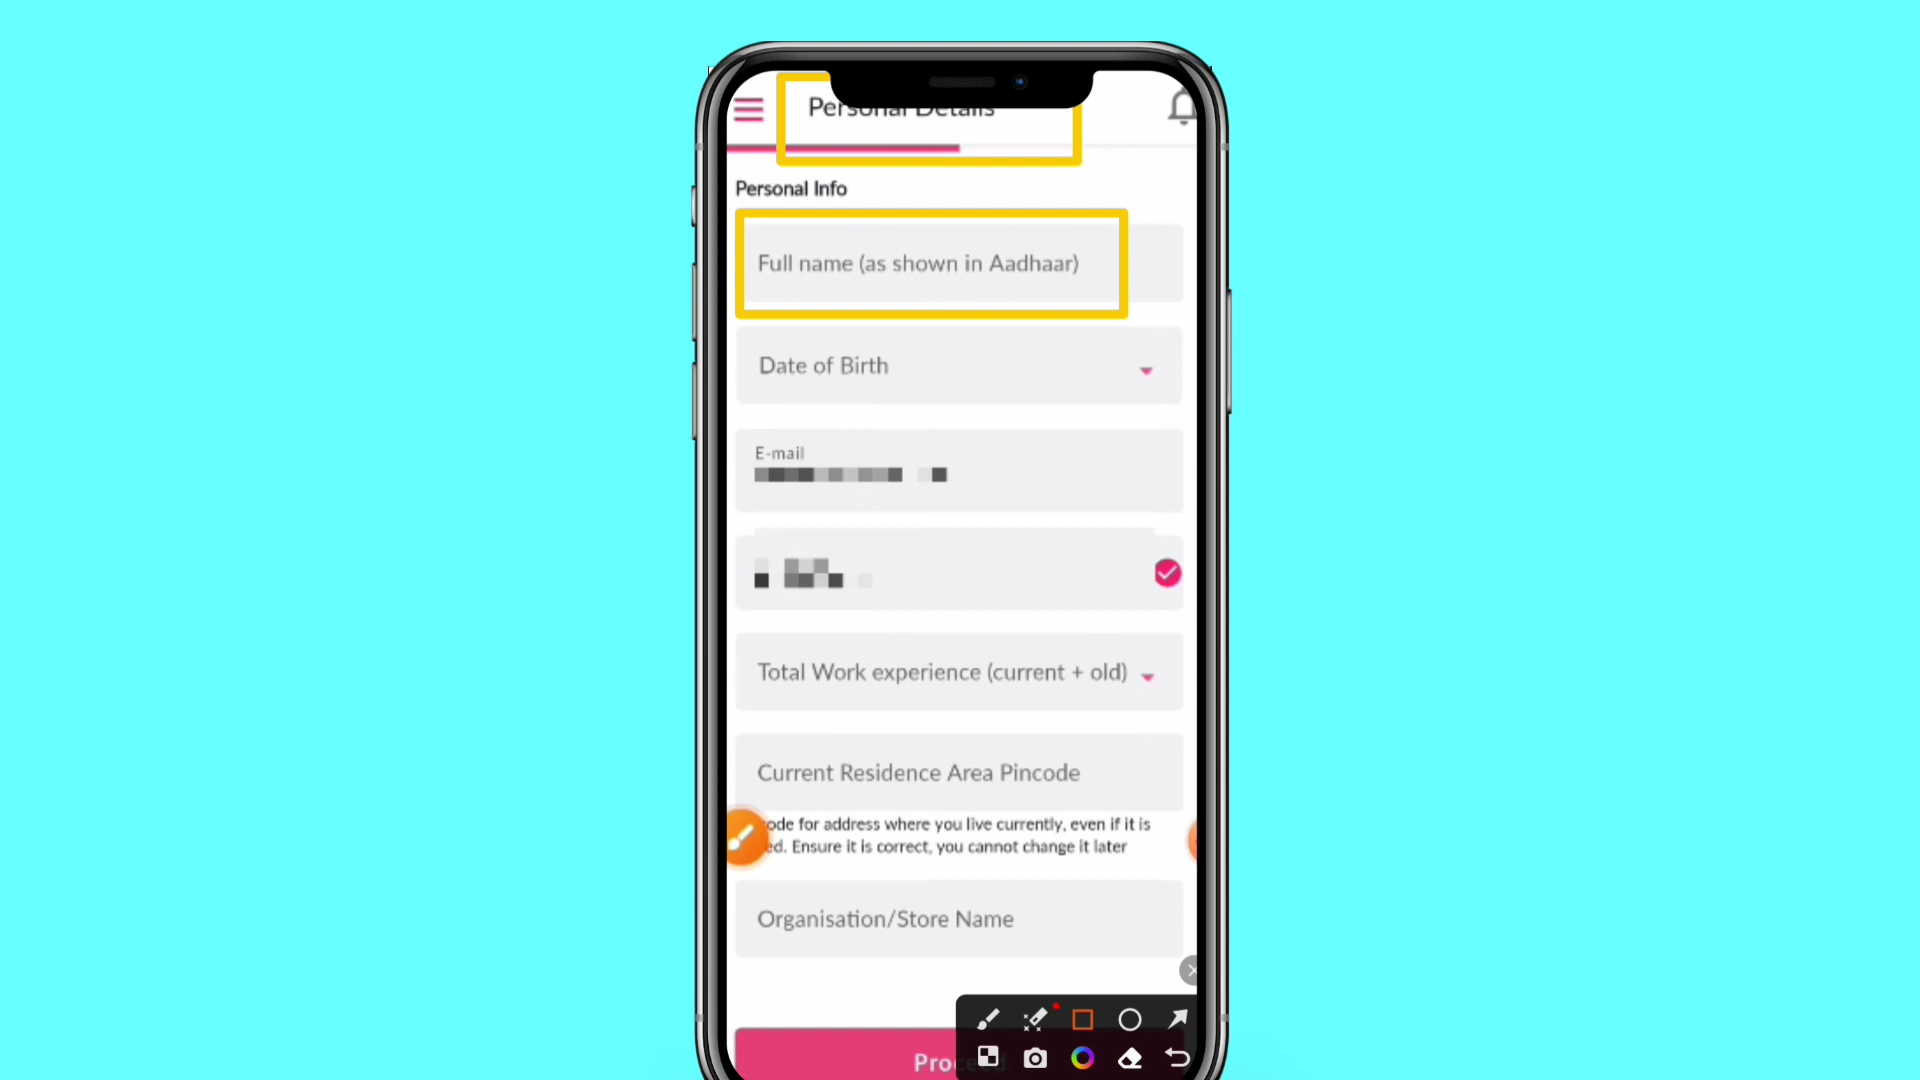 Personal Details
Personal Info
Full name (as shown in Aadhaar)
Date of Birth
E-mail
Total Work experience (current + old)
Current Residence Area Pincode
ode for address where you live currently, even if it is
ed. Ensure it is correct, you cannot change it later
Organisation/Store Name